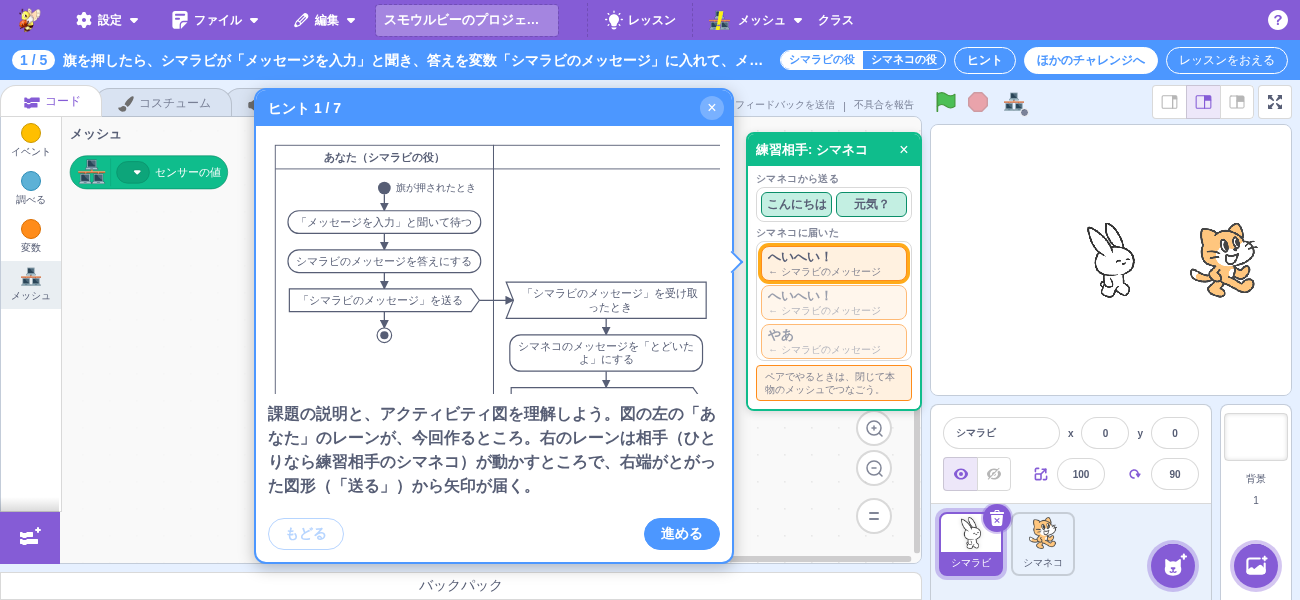 設定
ファイル
編集
スモウルビーのプロジェ…
レッスン
メッシュ
クラス
?
1 / 5
旗を押したら、シマラビが「メッセージを入力」と聞き、答えを変数「シマラビのメッセージ」に入れて、メ…
シマラビの役
シマネコの役
ヒント
ほかのチャレンジへ
レッスンをおえる
コード
コスチューム
フィードバックを送信 | 不具合を報告
イベント
調べる
変数
メッシュ
メッシュ
センサーの値
ヒント 1 / 7
×
あなた（シマラビの役）
旗が押されたとき
「メッセージを入力」と聞いて待つ
シマラビのメッセージを答えにする
「シマラビのメッセージ」を送る
「シマラビのメッセージ」を受け取
ったとき
シマネコのメッセージを「とどいた
よ」にする
課題の説明と、アクティビティ図を理解しよう。図の左の「あ
なた」のレーンが、今回作るところ。右のレーンは相手（ひと
りなら練習相手のシマネコ）が動かすところで、右端がとがっ
た図形（「送る」）から矢印が届く。
もどる
進める
練習相手: シマネコ
×
シマネコから送る
こんにちは
元気？
シマネコに届いた
へいへい！
← シマラビのメッセージ
へいへい！
← シマラビのメッセージ
やあ
← シマラビのメッセージ
ペアでやるときは、閉じて本
物のメッシュでつなごう。
シマラビ
x
0
y
0
100
90
シマラビ
シマネコ
背景
1
バックパック